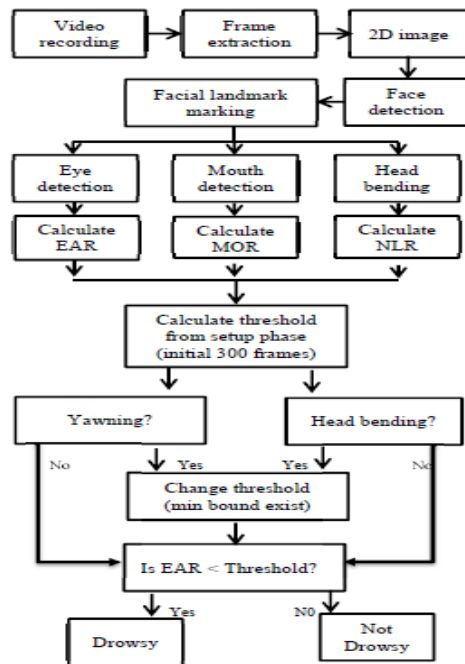 Video
recording
Frame
extraction
2D image
Face
detection
Facial landmark
marking
Eye
detection
Mouth
detection
Head
bending
Calculate
EAR
Calculate
MOR
Calculate
NLR
Calculate threshold
from setup phase
(initial 300 frames)
Yawning?
Head bending?
No
Yes
Yes
No
Change threshold
(min bound exist)
Is EAR < Threshold?
Yes
N0
Drowsy
Not
Drowsy